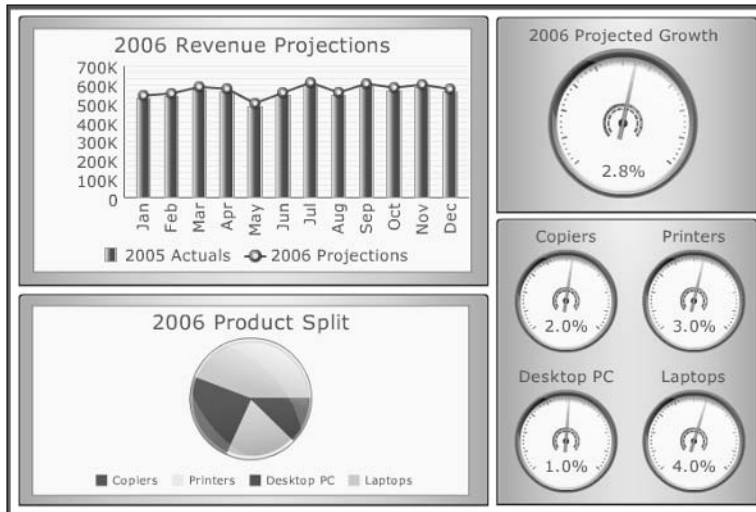 2006 Revenue Projections
700K
600K
500K
400K
300K
200K
100K
0
Jan Feb Mar Apr May Jun Jul Aug Sep Oct Nov Dec
2005 Actuals 2006 Projections
2006 Product Split
Copiers Printers Desktop PC Laptops
2006 Projected Growth
2.8%
Copiers Printers
2.0% 3.0%
Desktop PC Laptops
1.0% 4.0%